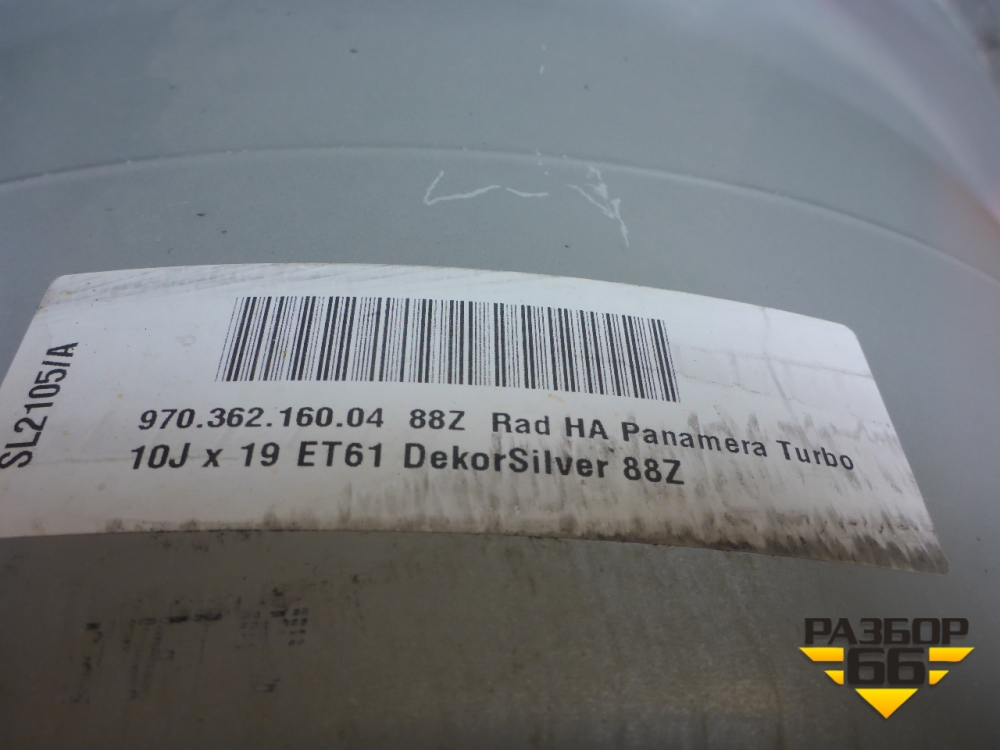 SL2105/A
970.362.160.04 88Z Rad HA Panamera Turbo
10J x 19 ET61 DekorSilver 88Z
РАЗБОР
66